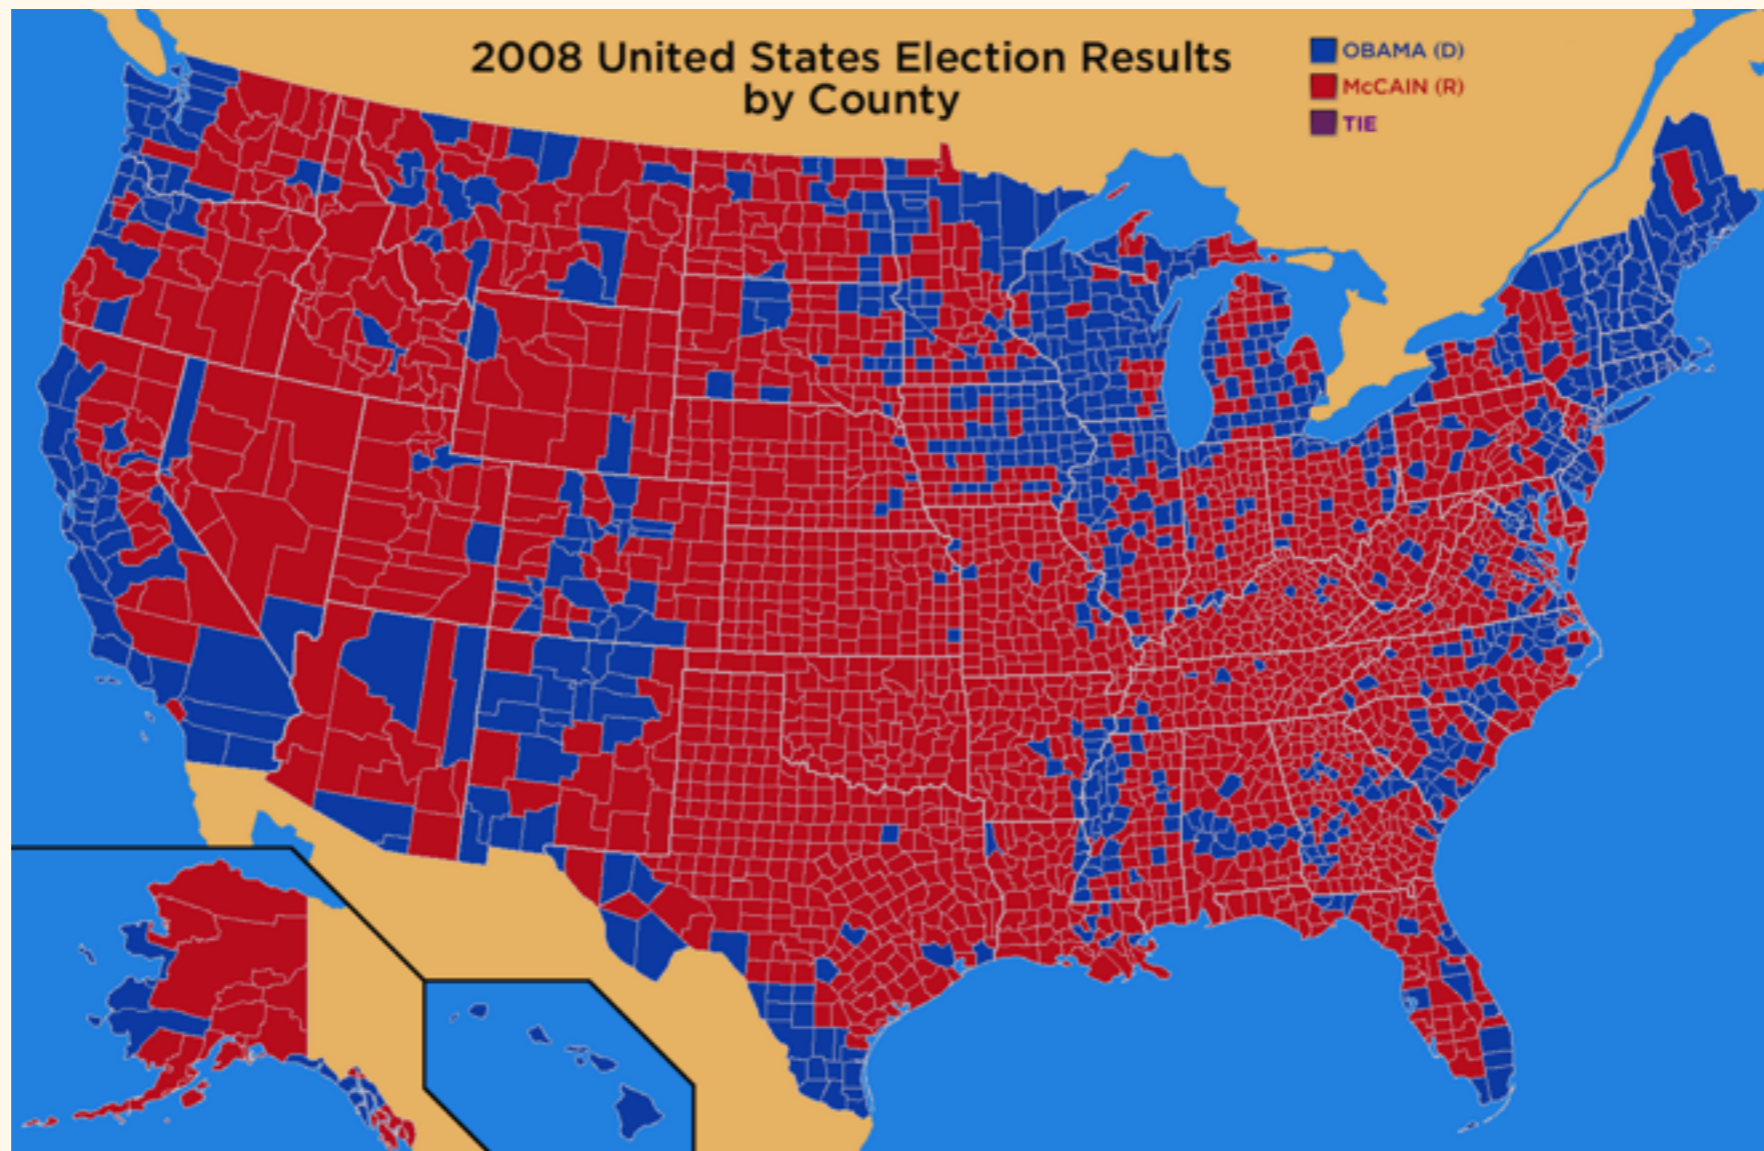 2008 United States Election Results
by County
OBAMA (D)
McCAIN (R)
TIE